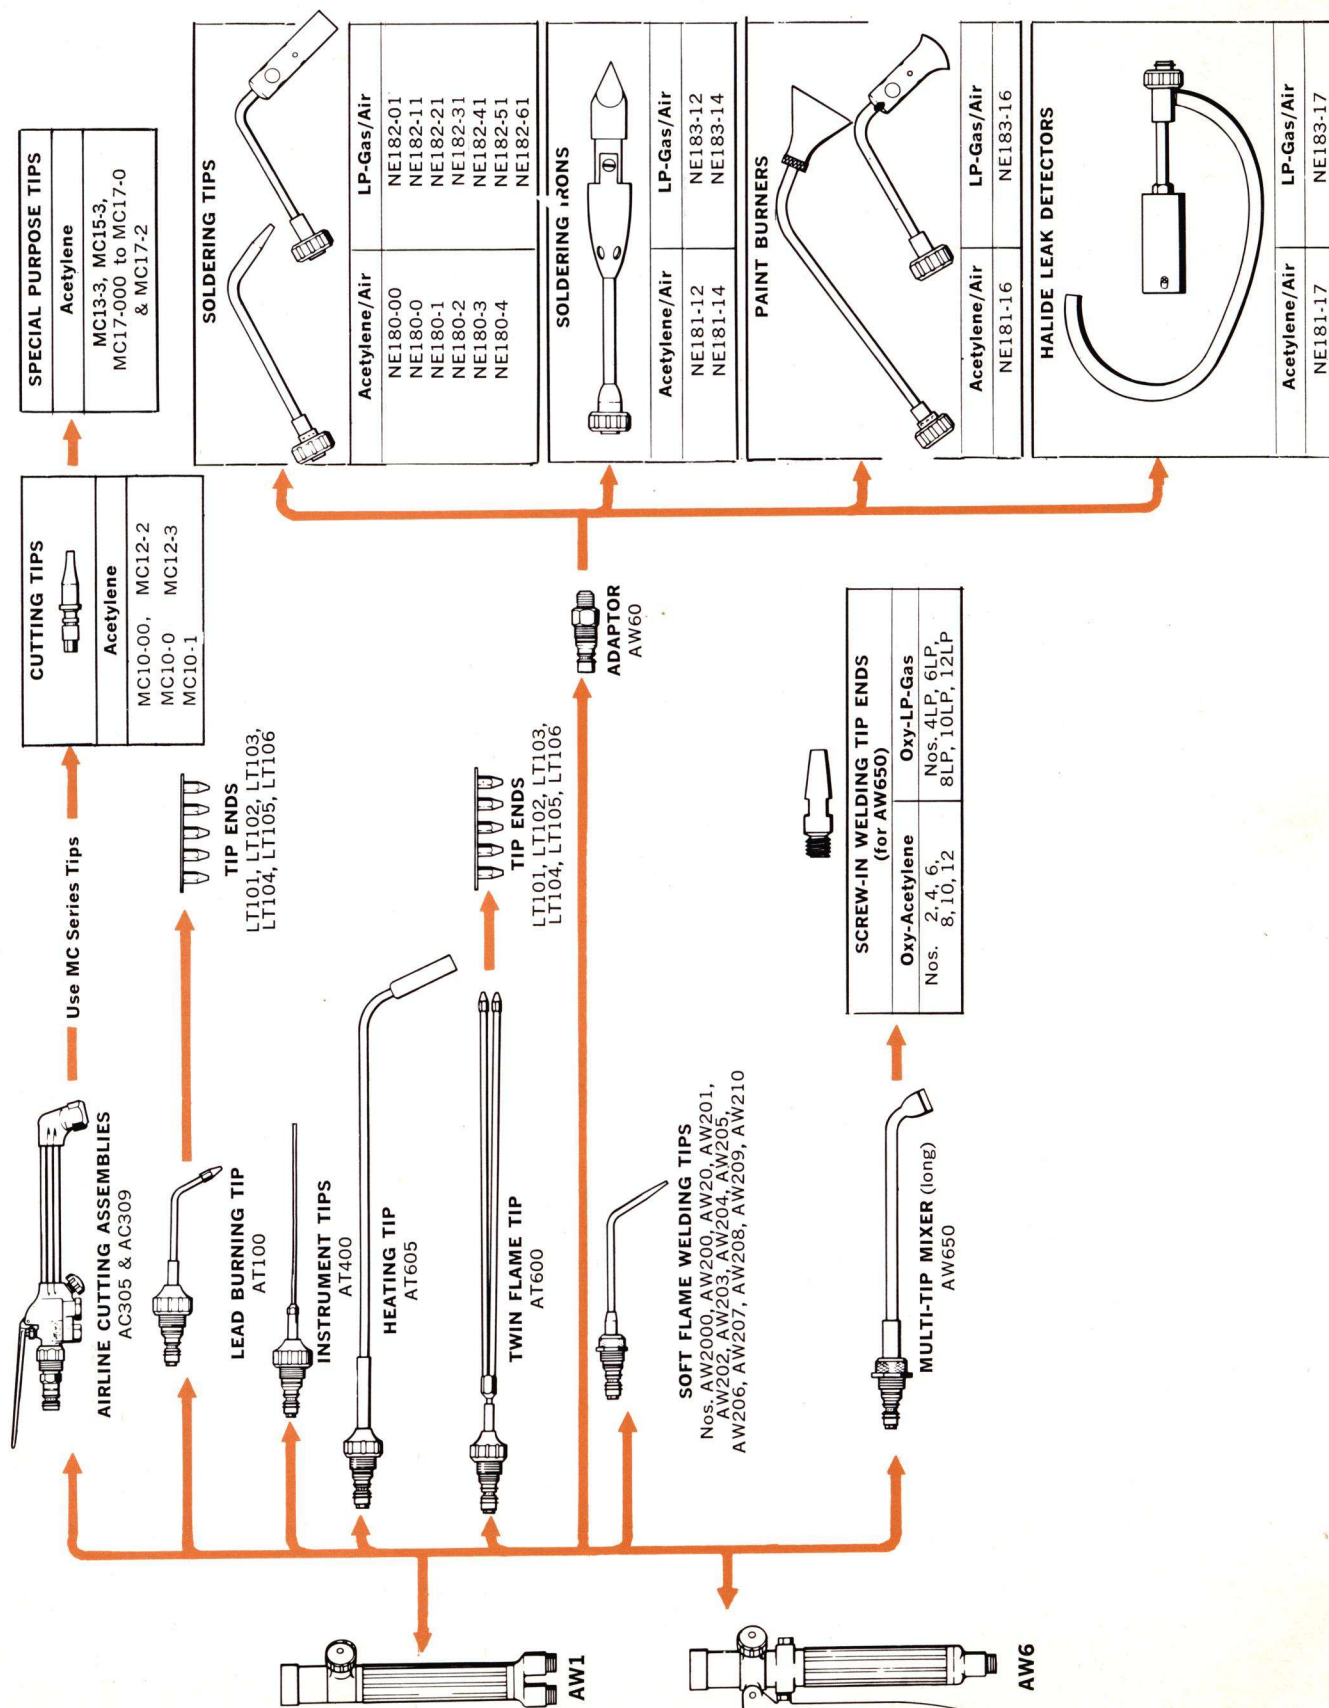 AW1
AW6
AIRLINE CUTTING ASSEMBLIES
AC305 & AC309
Use MC Series Tips
CUTTING TIPS
Acetylene
MC10-00, MC12-2
MC10-0 MC12-3
MC10-1
SPECIAL PURPOSE TIPS
Acetylene
MC13-3, MC15-3,
MC17-000 to MC17-0
& MC17-2
LEAD BURNING TIP
AT100
TIP ENDS
LT101, LT102, LT103,
LT104, LT105, LT106
INSTRUMENT TIPS
AT400
HEATING TIP
AT605
TWIN FLAME TIP
AT600
TIP ENDS
LT101, LT102, LT103,
LT104, LT105, LT106
ADAPTOR
AW60
SOLDERING TIPS
Acetylene/Air LP-Gas/Air
NE180-00 NE182-01
NE180-0 NE182-11
NE180-1 NE182-21
NE180-2 NE182-31
NE180-3 NE182-41
NE180-4 NE182-51
NE182-61
SOLDERING IRONS
Acetylene/Air LP-Gas/Air
NE181-12 NE183-12
NE181-14 NE183-14
PAINT BURNERS
Acetylene/Air LP-Gas/Air
NE181-16 NE183-16
HALIDE LEAK DETECTORS
Acetylene/Air LP-Gas/Air
NE181-17 NE183-17
SOFT FLAME WELDING TIPS
Nos. AW2000, AW200, AW20, AW201,
AW202, AW203, AW204, AW205,
AW206, AW207, AW208, AW209, AW210
MULTI-TIP MIXER (long)
AW650
SCREW-IN WELDING TIP ENDS
(for AW650)
Oxy-Acetylene Oxy-LP-Gas
Nos. 2, 4, 6, Nos. 4LP, 6LP,
8, 10, 12 8LP, 10LP, 12LP